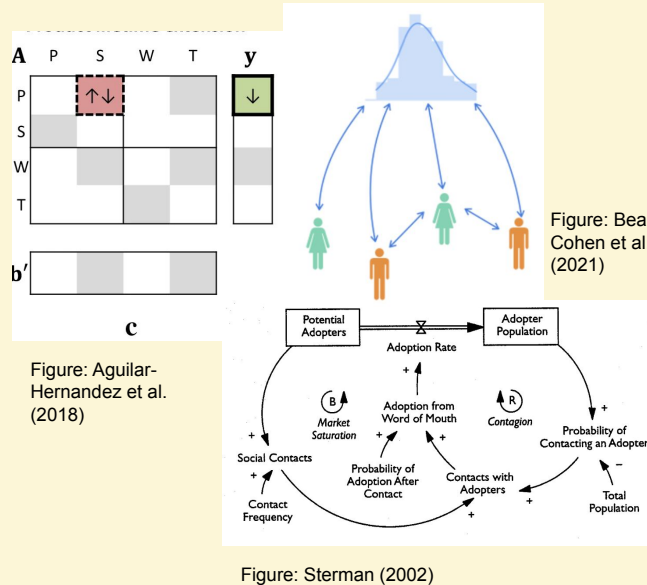 A P S W T y
P ↑↓ ↓
S
W
T
b′
c
Figure: Aguilar-
Hernandez et al.
(2018)
Figure: Bea
Cohen et al
(2021)
Potential
Adopters
Adoption Rate
Adopter
Population
+
B
Market
Saturation
Adoption from
Word of Mouth
R
Contagion
+
Probability of
Contacting an Adopter
+
Social Contacts
+
Contact
Frequency
+
Probability of
Adoption After
Contact
+
Contacts with
Adopters
+
+
−
Total
Population
Figure: Sterman (2002)